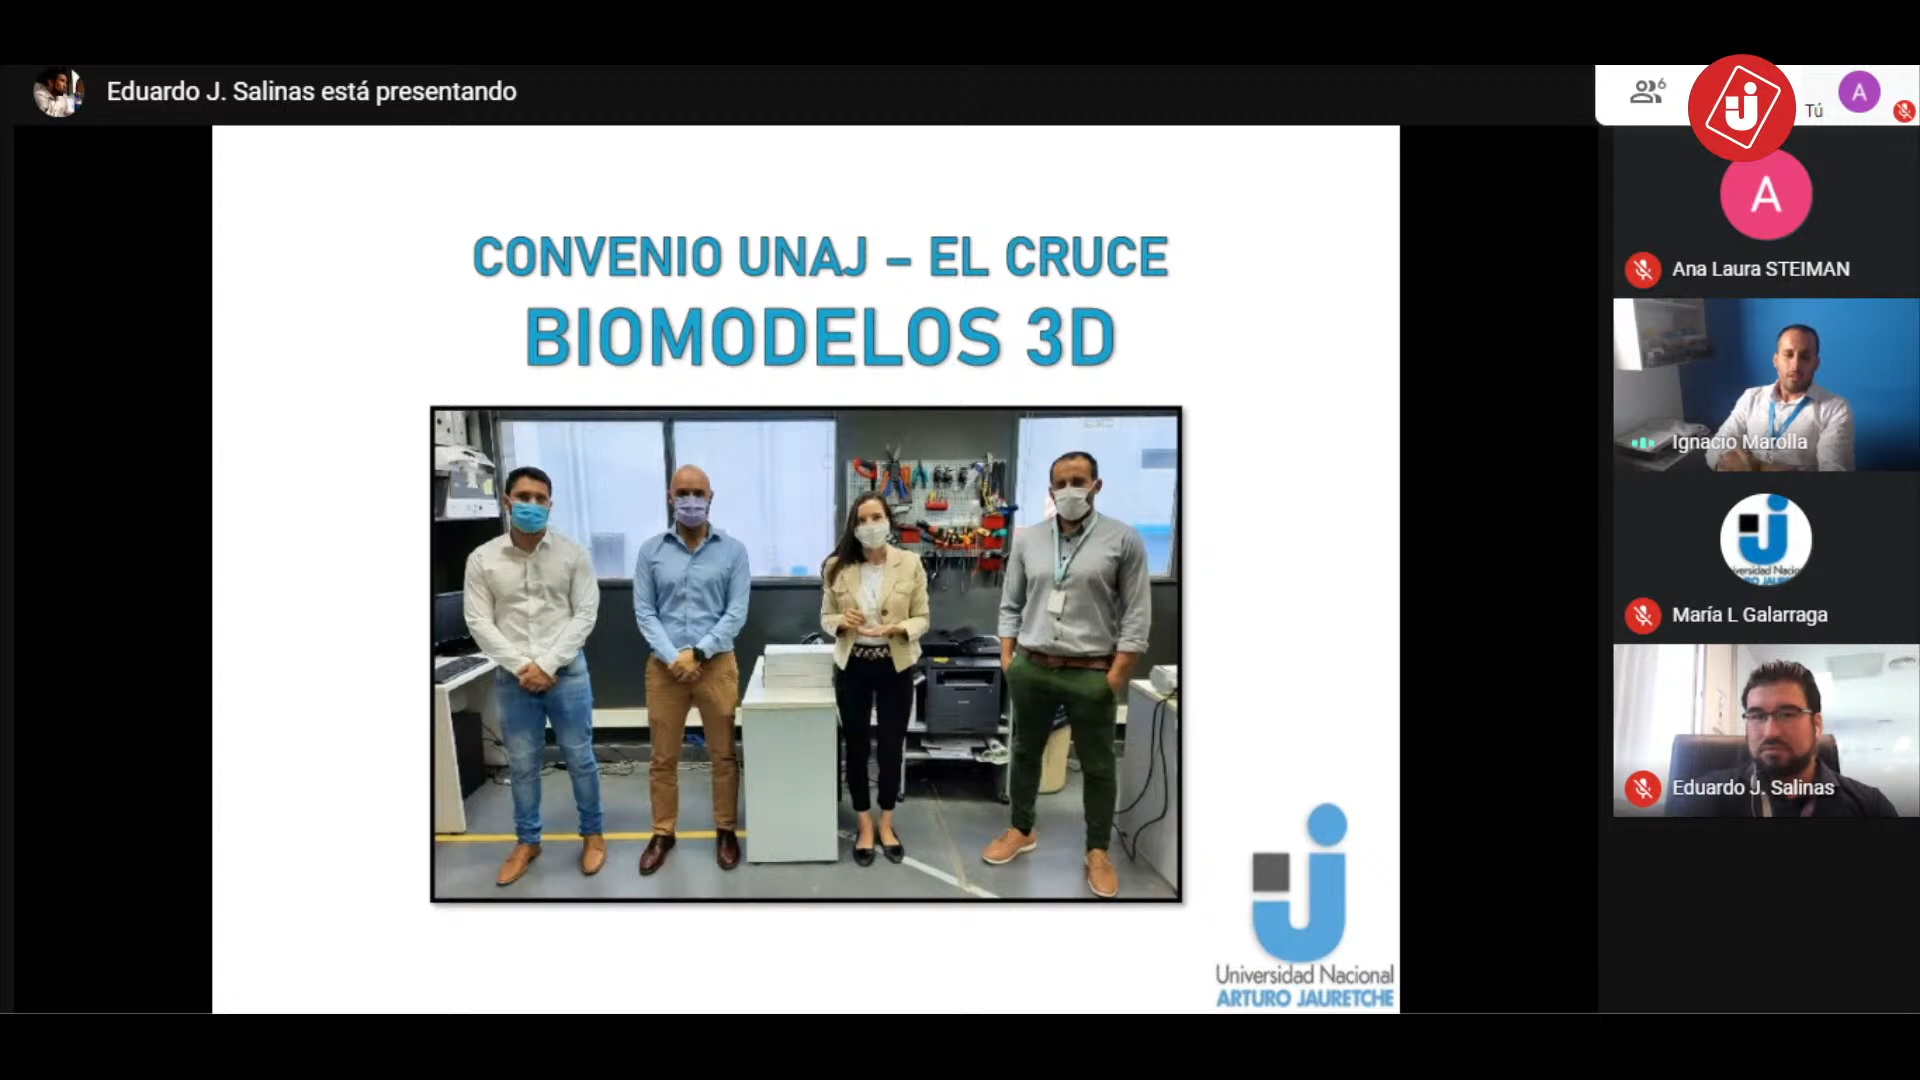 Eduardo J. Salinas está presentando
6
Tú
A
A
Ana Laura STEIMAN
CONVENIO UNAJ – EL CRUCE
BIOMODELOS 3D
Ignacio Marolla
María L Galarraga
Eduardo J. Salinas
Universidad Nacional
ARTURO JAURETCHE